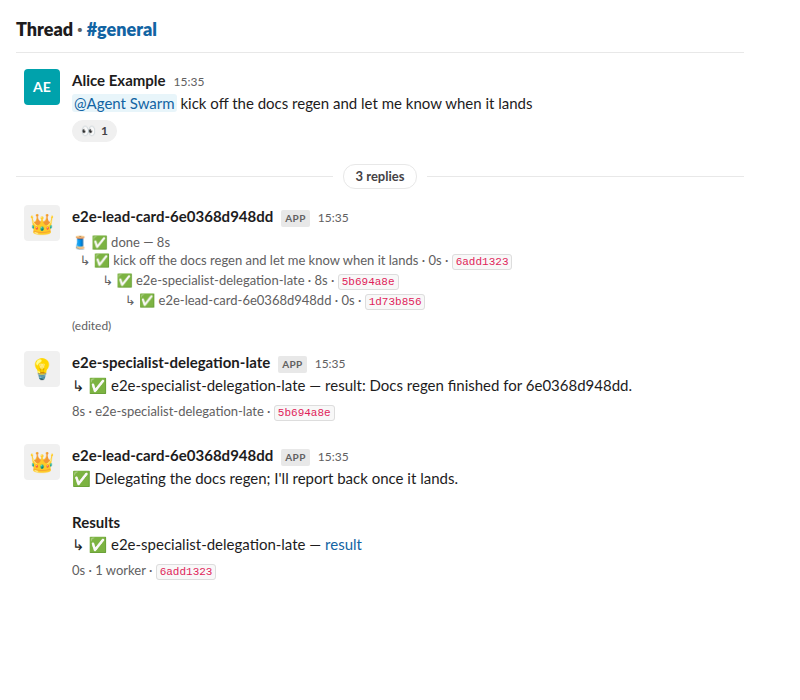 Thread · #general
AE
Alice Example 15:35
@Agent Swarm kick off the docs regen and let me know when it lands
👀 1
3 replies
e2e-lead-card-6e0368d948dd APP 15:35
🧵 ✅ done — 8s
↳ ✅ kick off the docs regen and let me know when it lands · 0s · 6add1323
↳ ✅ e2e-specialist-delegation-late · 8s · 5b694a8e
↳ ✅ e2e-lead-card-6e0368d948dd · 0s · 1d73b856
(edited)
e2e-specialist-delegation-late APP 15:35
↳ ✅ e2e-specialist-delegation-late — result: Docs regen finished for 6e0368d948dd.
8s · e2e-specialist-delegation-late · 5b694a8e
e2e-lead-card-6e0368d948dd APP 15:35
✅ Delegating the docs regen; I'll report back once it lands.
Results
↳ ✅ e2e-specialist-delegation-late — result
0s · 1 worker · 6add1323